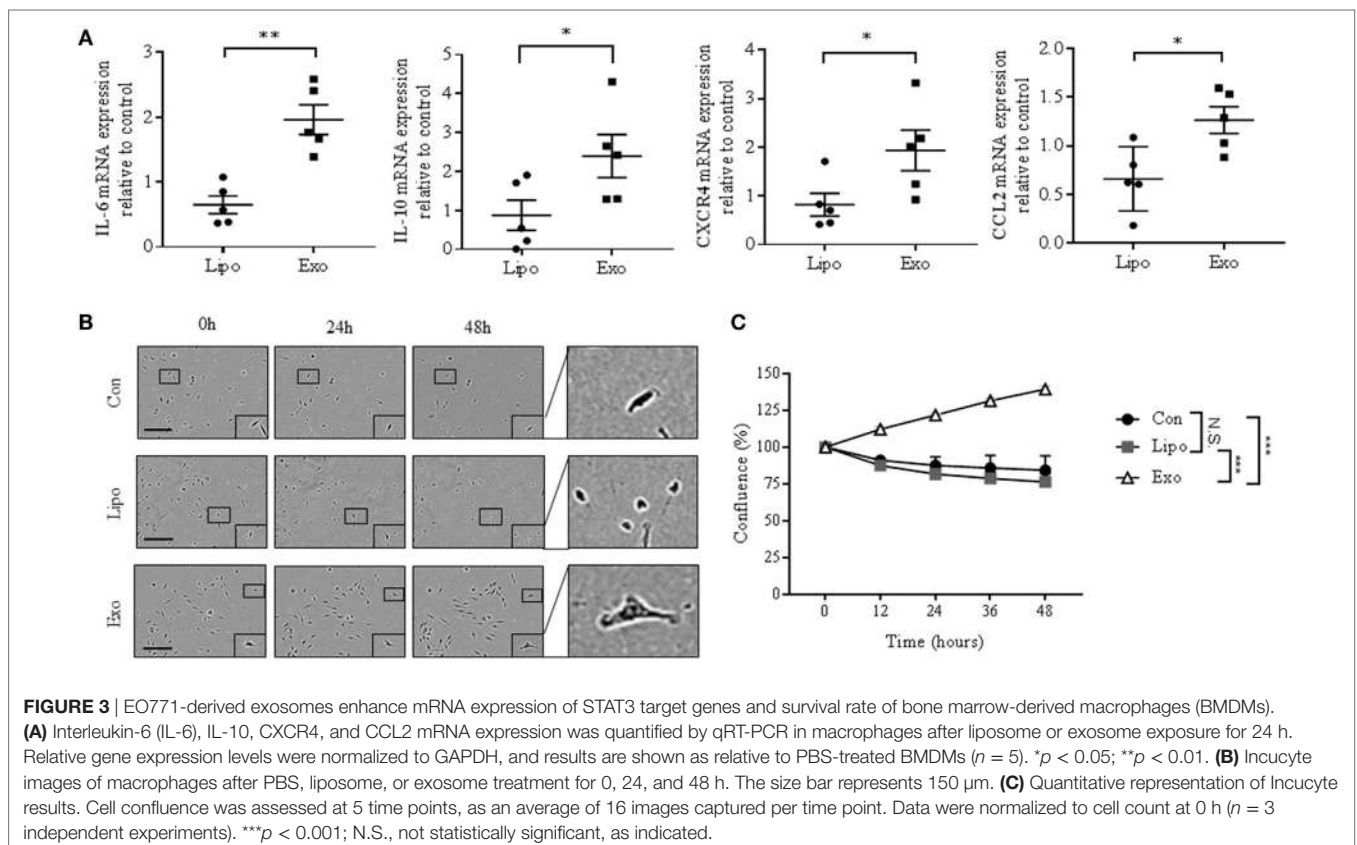 A
**
*
*
*
IL-6 mRNA expression
relative to control
3
2
1
0
Lipo
Exo
IL-10 mRNA expression
relative to control
5
4
3
2
1
0
Lipo
Exo
CXCR4 mRNA expression
relative to control
4
3
2
1
0
Lipo
Exo
CCL2 mRNA expression
relative to control
2.0
1.5
1.0
0.5
0.0
Lipo
Exo
B
0h
24h
48h
Con
Lipo
Exo
C
Confluence (%)
150
125
100
75
50
25
0
0
12
24
36
48
Time (hours)
Con
Lipo
Exo
N.S.
***
***
FIGURE 3 | EO771-derived exosomes enhance mRNA expression of STAT3 target genes and survival rate of bone marrow-derived macrophages (BMDMs).
(A) Interleukin-6 (IL-6), IL-10, CXCR4, and CCL2 mRNA expression was quantified by qRT-PCR in macrophages after liposome or exosome exposure for 24 h.
Relative gene expression levels were normalized to GAPDH, and results are shown as relative to PBS-treated BMDMs (n = 5). *p < 0.05; **p < 0.01. (B) Incucyte
images of macrophages after PBS, liposome, or exosome treatment for 0, 24, and 48 h. The size bar represents 150 µm. (C) Quantitative representation of Incucyte
results. Cell confluence was assessed at 5 time points, as an average of 16 images captured per time point. Data were normalized to cell count at 0 h (n = 3
independent experiments). ***p < 0.001; N.S., not statistically significant, as indicated.